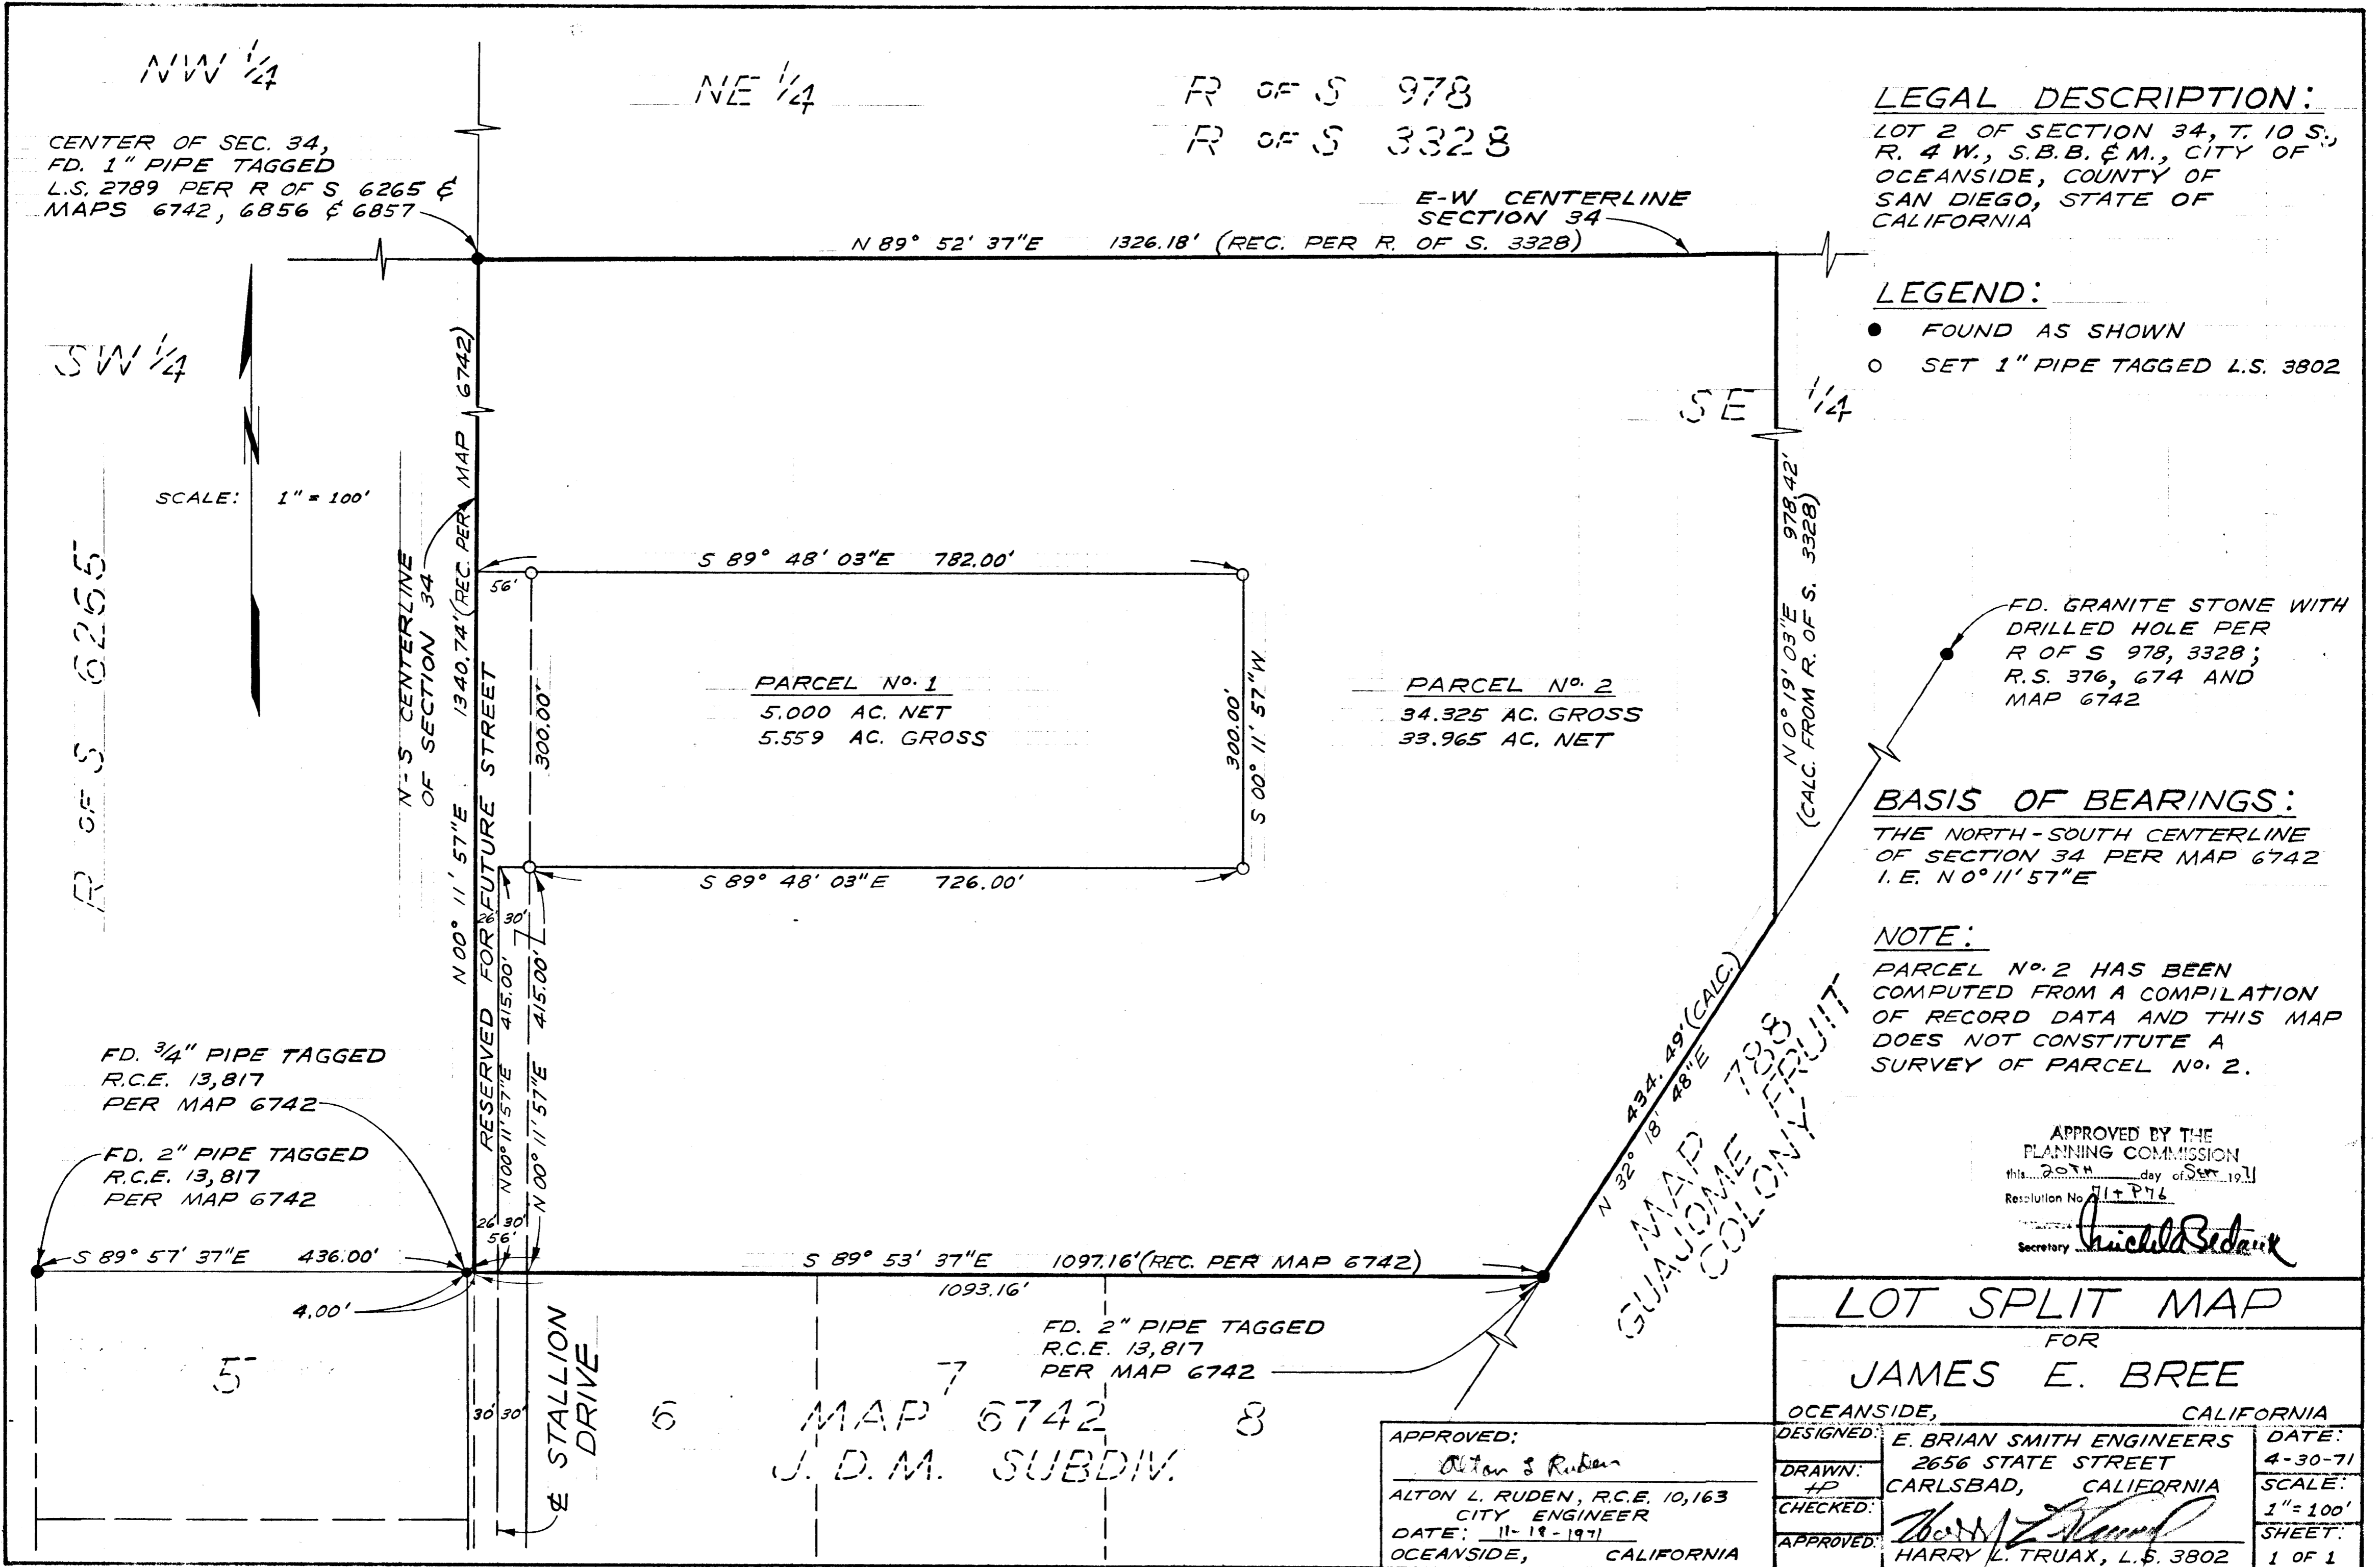 NW 1/4
NE 1/4
R OF S 978
R OF S 3328
CENTER OF SEC. 34,
FD. 1" PIPE TAGGED
L.S. 2789 PER R OF S 6265 &
MAPS 6742, 6856 & 6857
E-W CENTERLINE
SECTION 34
N 89° 52' 37"E 1326.18' (REC. PER R. OF S. 3328)
LEGAL DESCRIPTION:
LOT 2 OF SECTION 34, T. 10 S.,
R. 4 W., S.B.B. & M., CITY OF
OCEANSIDE, COUNTY OF
SAN DIEGO, STATE OF
CALIFORNIA
LEGEND:
● FOUND AS SHOWN
○ SET 1" PIPE TAGGED L.S. 3802
SW 1/4
SE 1/4
N
SCALE: 1" = 100'
R OF S 6265
N-S CENTERLINE
OF SECTION 34
N 00° 11' 57"E 1340.74' (REC. PER MAP 6742)
RESERVED FOR FUTURE STREET
S 89° 48' 03"E 782.00'
56'
300.00'
PARCEL No. 1
5.000 AC. NET
5.559 AC. GROSS
300.00'
S 00° 11' 57"W
PARCEL No. 2
34.325 AC. GROSS
33.965 AC. NET
N 0° 19' 03"E 978.42'
(CALC. FROM R. OF S. 3328)
FD. GRANITE STONE WITH
DRILLED HOLE PER
R OF S 978, 3328;
R.S. 376, 674 AND
MAP 6742
S 89° 48' 03"E 726.00'
26' 30'
N 00° 11' 57"E 415.00'
N 00° 11' 57"E 415.00'
26' 30'
56'
BASIS OF BEARINGS:
THE NORTH-SOUTH CENTERLINE
OF SECTION 34 PER MAP 6742
I.E. N 0° 11' 57"E
NOTE:
PARCEL No. 2 HAS BEEN
COMPUTED FROM A COMPILATION
OF RECORD DATA AND THIS MAP
DOES NOT CONSTITUTE A
SURVEY OF PARCEL No. 2.
434.49' (CALC.)
N 32° 18' 48"E
MAP 788
GUAJOME FRUIT
COLONY
FD. 3/4" PIPE TAGGED
R.C.E. 13,817
PER MAP 6742
FD. 2" PIPE TAGGED
R.C.E. 13,817
PER MAP 6742
S 89° 57' 37"E 436.00'
4.00'
S 89° 53' 37"E 1097.16' (REC. PER MAP 6742)
1093.16'
FD. 2" PIPE TAGGED
R.C.E. 13,817
PER MAP 6742
5
30' 30'
℄ STALLION
DRIVE
6
7
8
MAP 6742
J. D. M. SUBDIV.
APPROVED BY THE
PLANNING COMMISSION
this 20TH day of Sept 1971
Resolution No. 71-P76
Secretary
APPROVED:
Alton L Ruden
ALTON L. RUDEN, R.C.E. 10,163
CITY ENGINEER
DATE: 11-18-1971
OCEANSIDE, CALIFORNIA
LOT SPLIT MAP
FOR
JAMES E. BREE
OCEANSIDE, CALIFORNIA
DESIGNED:
DRAWN: HP
CHECKED:
APPROVED:
E. BRIAN SMITH ENGINEERS
2656 STATE STREET
CARLSBAD, CALIFORNIA
HARRY L. TRUAX, L.S. 3802
DATE:
4-30-71
SCALE:
1" = 100'
SHEET:
1 OF 1